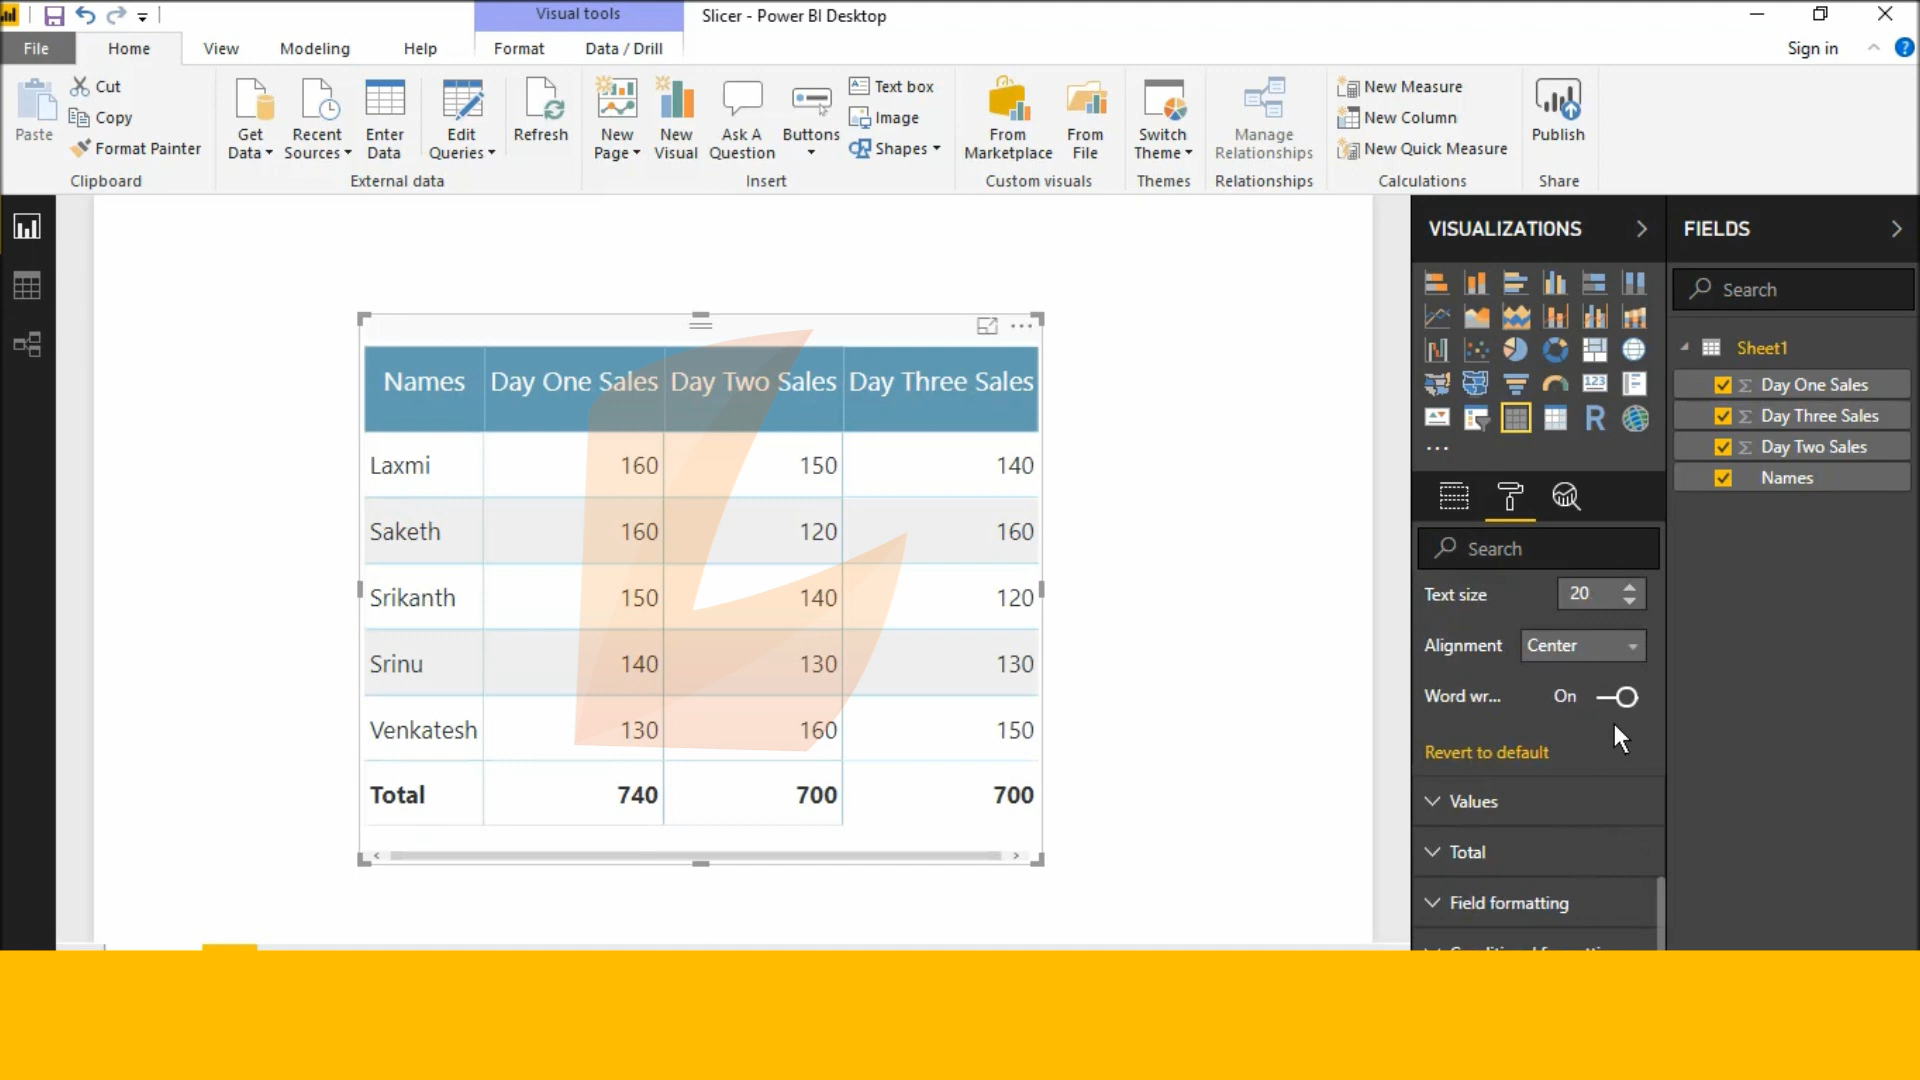 Visual tools
Slicer - Power BI Desktop
File
Home
View
Modeling
Help
Format
Data / Drill
Sign in
Paste
Cut
Copy
Format Painter
Clipboard
Get Data
Recent Sources
Enter Data
Edit Queries
Refresh
External data
New Page
New Visual
Ask A Question
Buttons
Text box
Image
Shapes
Insert
From Marketplace
From File
Custom visuals
Switch Theme
Themes
Manage Relationships
Relationships
New Measure
New Column
New Quick Measure
Calculations
Publish
Share
Names Day One Sales Day Two Sales Day Three Sales
Laxmi 160 150 140
Saketh 160 120 160
Srikanth 150 140 120
Srinu 140 130 130
Venkatesh 130 160 150
Total 740 700 700
VISUALIZATIONS
123
R
Search
Text size 20
Alignment Center
Word wr... On
Revert to default
Values
Total
Field formatting
FIELDS
Search
Sheet1
Day One Sales
Day Three Sales
Day Two Sales
Names